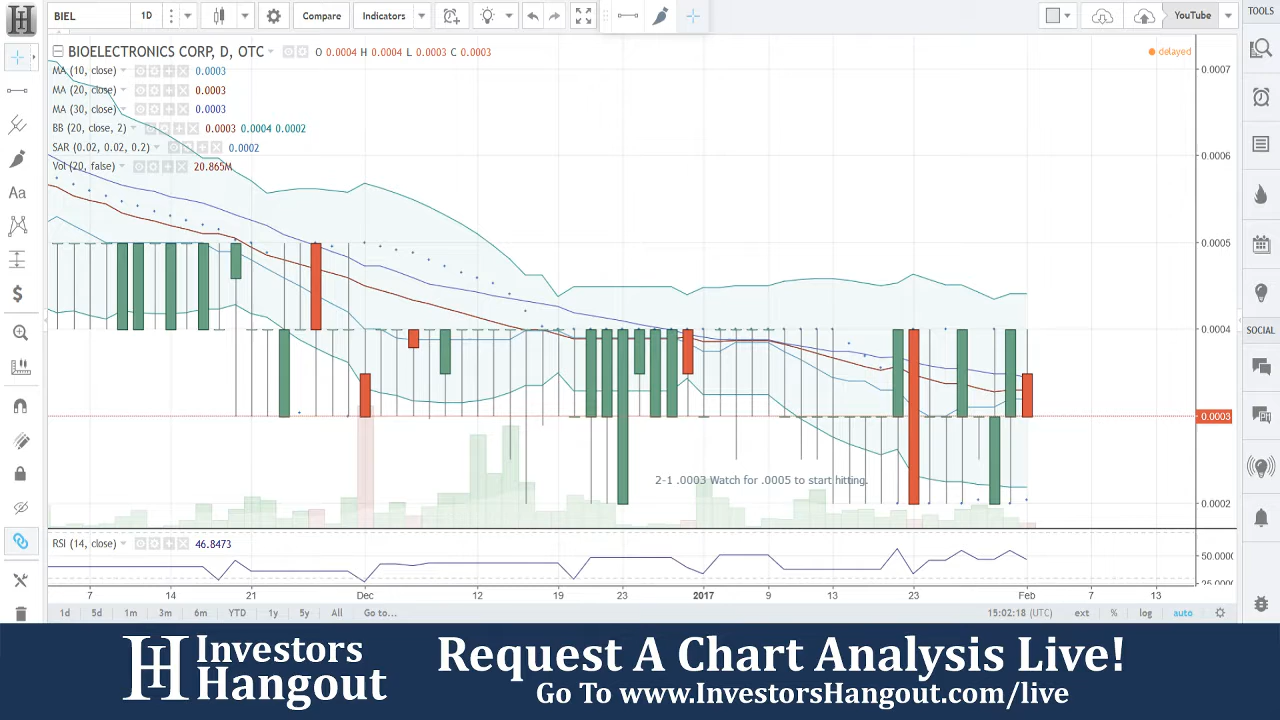 BIEL 1D Compare Indicators YouTube TOOLS
BIOELECTRONICS CORP, D, OTC O 0.0004 H 0.0004 L 0.0003 C 0.0003 delayed
MA (10, close) 0.0003
MA (20, close) 0.0003
MA (30, close) 0.0003
BB (20, close, 2) 0.0003 0.0004 0.0002
SAR (0.02, 0.02, 0.2) 0.0002
Vol (20, false) 20.865M
0.0007
0.0006
0.0005
0.0004
0.0003
0.0002
Aa
$
SOCIAL
2-1 .0003 Watch for .0005 to start hitting.
RSI (14, close) 46.8473
50.0000
25.0000
7 14 21 Dec 12 19 23 2017 9 13 23 Feb 7 13
1d 5d 1m 3m 6m YTD 1y 5y All Go to... 15:02:18 (UTC) ext % log auto
Investors
Hangout
Request A Chart Analysis Live!
Go To www.InvestorsHangout.com/live